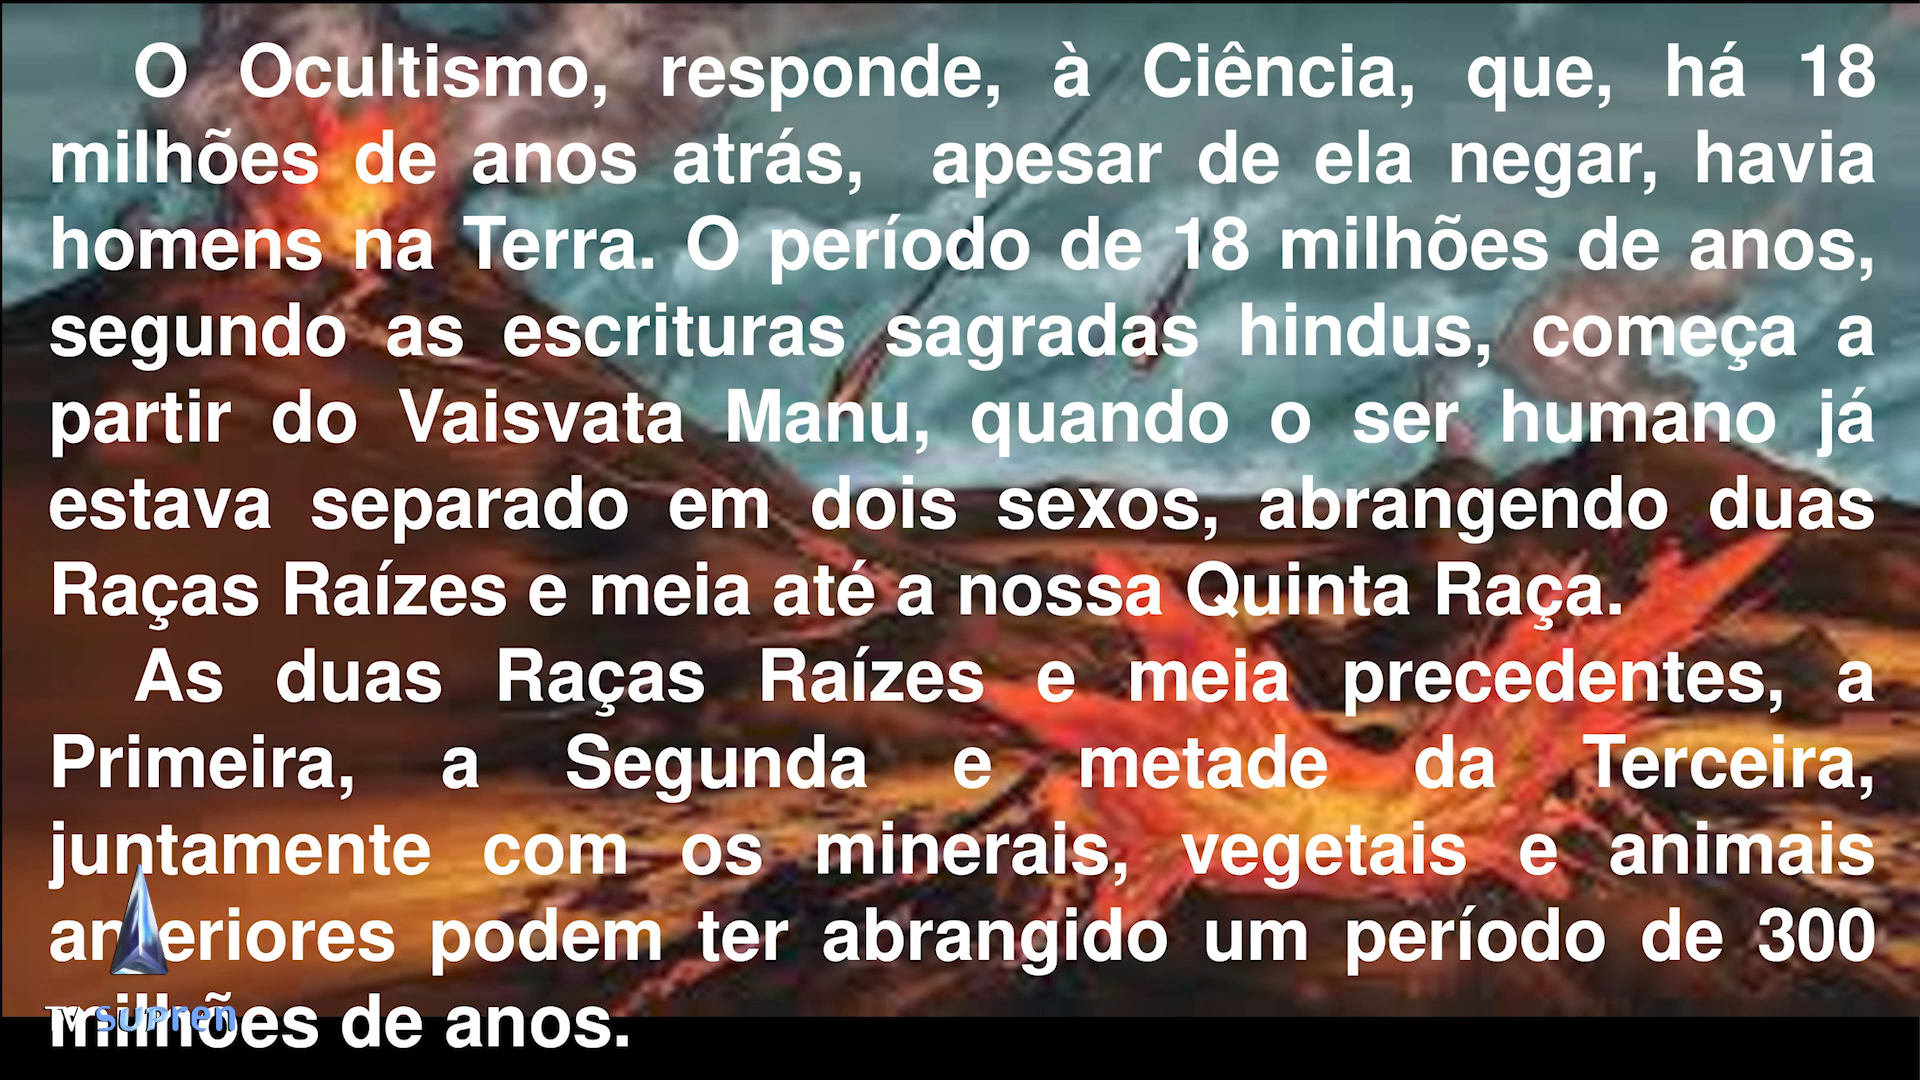 O Ocultismo, responde, à Ciência, que, há 18
milhões de anos atrás, apesar de ela negar, havia
homens na Terra. O período de 18 milhões de anos,
segundo as escrituras sagradas hindus, começa a
partir do Vaisvata Manu, quando o ser humano já
estava separado em dois sexos, abrangendo duas
Raças Raízes e meia até a nossa Quinta Raça.
As duas Raças Raízes e meia precedentes, a
Primeira, a Segunda e metade da Terceira,
juntamente com os minerais, vegetais e animais
anteriores podem ter abrangido um período de 300
milhões de anos.
TV Supren